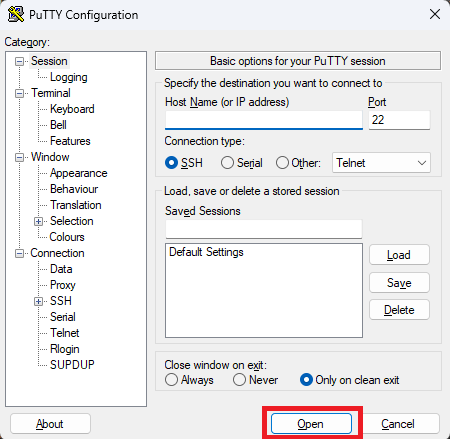 PuTTY Configuration
Category:
Session
Logging
Terminal
Keyboard
Bell
Features
Window
Appearance
Behaviour
Translation
Selection
Colours
Connection
Data
Proxy
SSH
Serial
Telnet
Rlogin
SUPDUP
Basic options for your PuTTY session
Specify the destination you want to connect to
Host Name (or IP address) Port
22
Connection type:
SSH Serial Other: Telnet
Load, save or delete a stored session
Saved Sessions
Default Settings
Load
Save
Delete
Close window on exit:
Always Never Only on clean exit
About Open Cancel